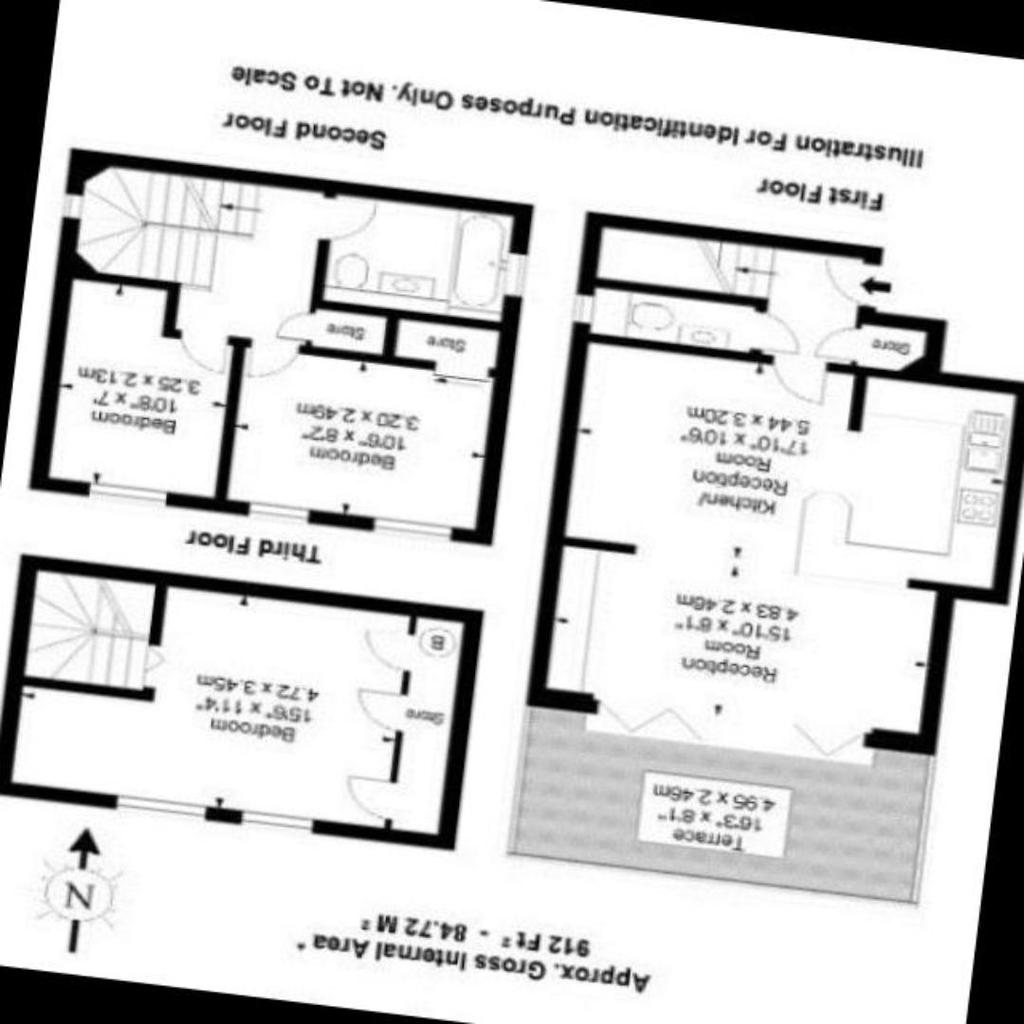 Approx. Gross Internal Area *
912 Ft ² - 84.72 M ²
Terrace
16'3" x 8'1"
4.95 x 2.46m
N
Reception
Room
15'10" x 8'1"
4.83 x 2.46m
Bedroom
15'6" x 11'4"
4.72 x 3.45m
Store
B
Kitchen/
Reception
Room
17'10" x 10'6"
5.44 x 3.20m
Store
Third Floor
Bedroom
10'6" x 8'2"
3.20 x 2.49m
Bedroom
10'8" x 7'
3.25 x 2.13m
Store
Store
First Floor
Second Floor
Illustration For Identification Purposes Only. Not To Scale